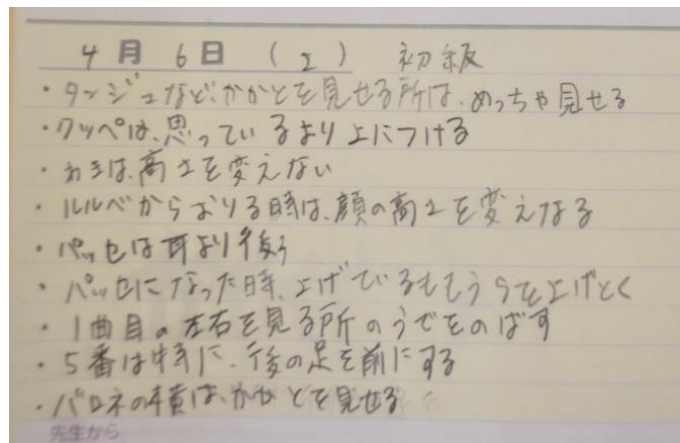 4月6日(2) 初級
・タンジュなど、かかとを見せる所は、めっちゃ見せる
・クッペは、思っているより上につける
・わきは、高さを変えない
・ルルベからおりる時は、顔の高さを変えなる
・パッセは耳より後ろ
・パッセになった時、上げているももうらを上げとく
・1曲目の左右を見る所のうでをのばす
・5番は特に、後の足を前にする
・バロネの横は、かかとを見せる
先生から